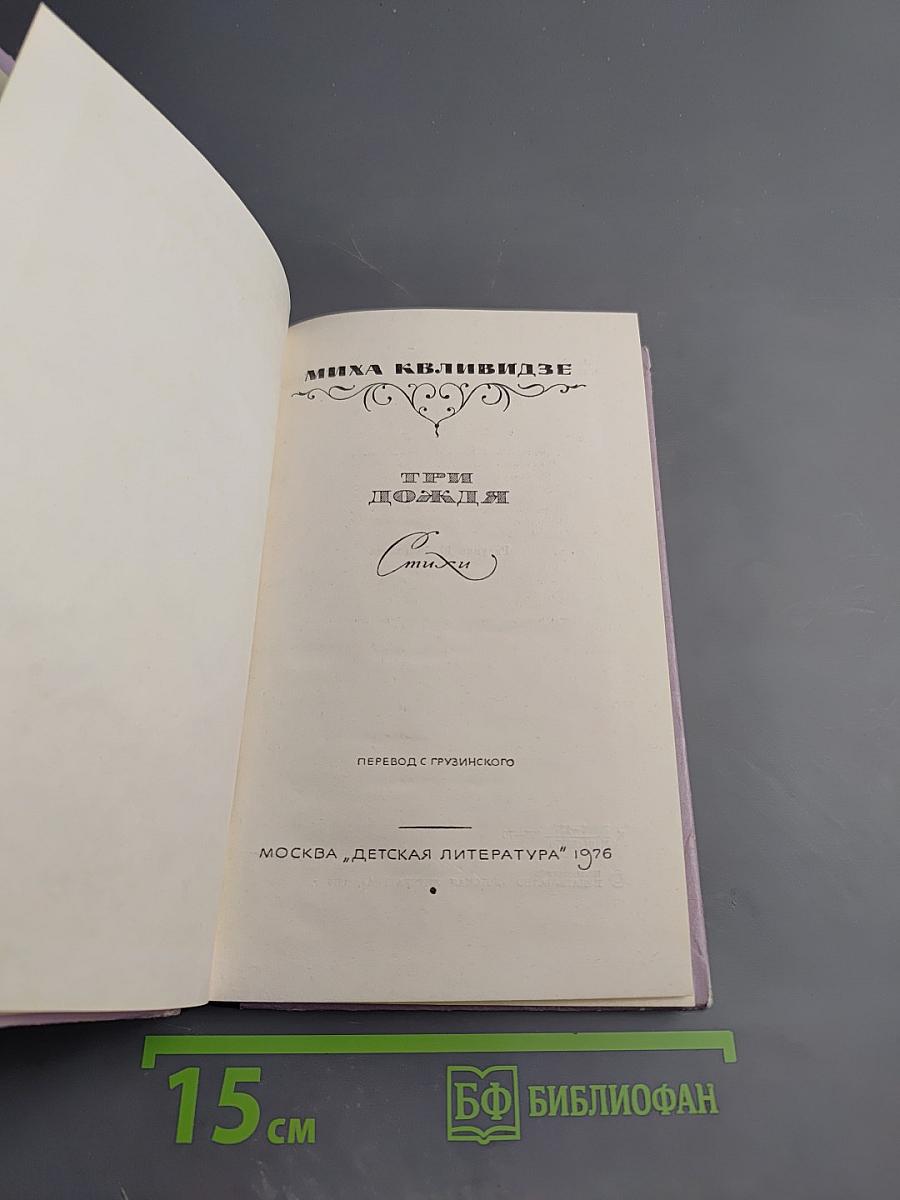 МИХА КВЛИВИДЗЕ
ТРИ
ДОЖДЯ
Стихи
ПЕРЕВОД С ГРУЗИНСКОГО
МОСКВА „ДЕТСКАЯ ЛИТЕРАТУРА" 1976
15 см
БФ БИБЛИОФАН